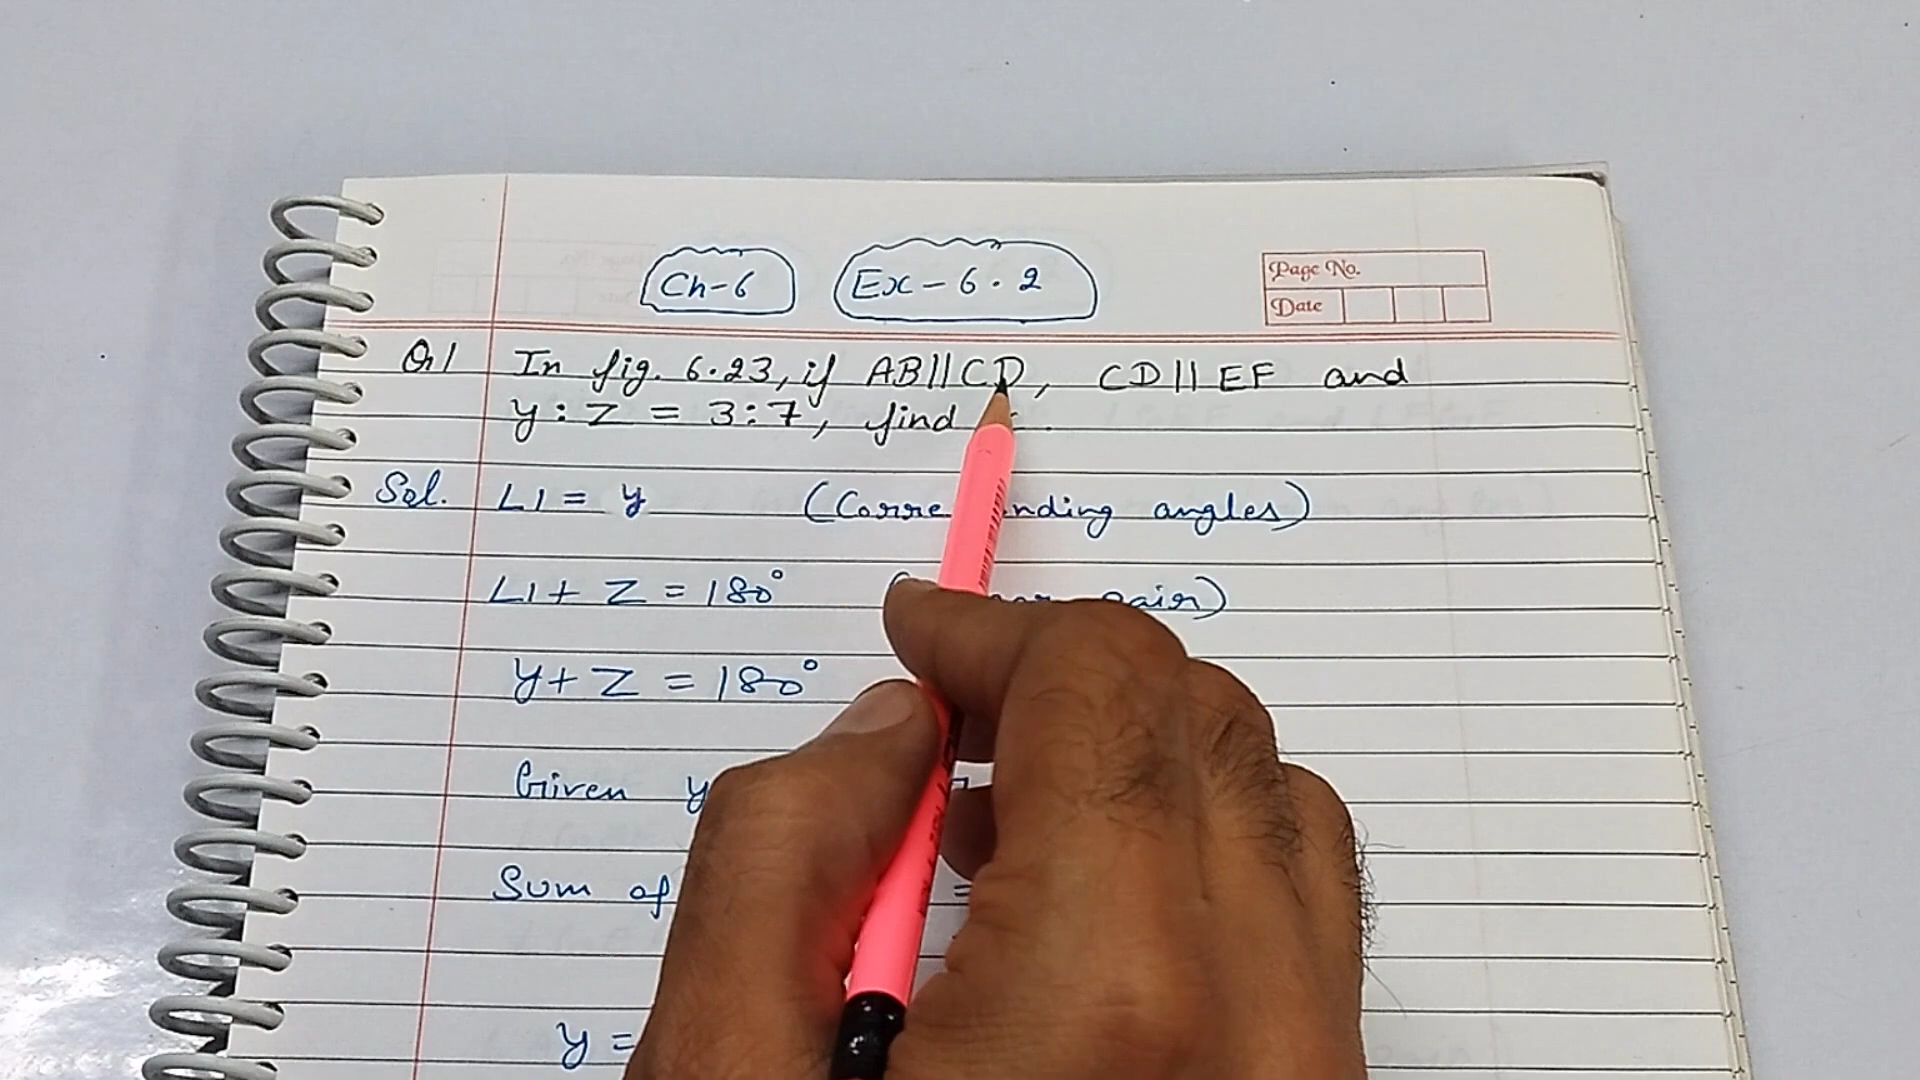 Ch-6 Ex-6.2
Page No.
Date
Q1 In fig. 6.23, if AB||CD, CD||EF and
y : z = 3 : 7, find
Sol. ∠1 = y (Corre nding angles)
∠1 + z = 180° pair)
y + z = 180°
Given y
Sum of =
y =